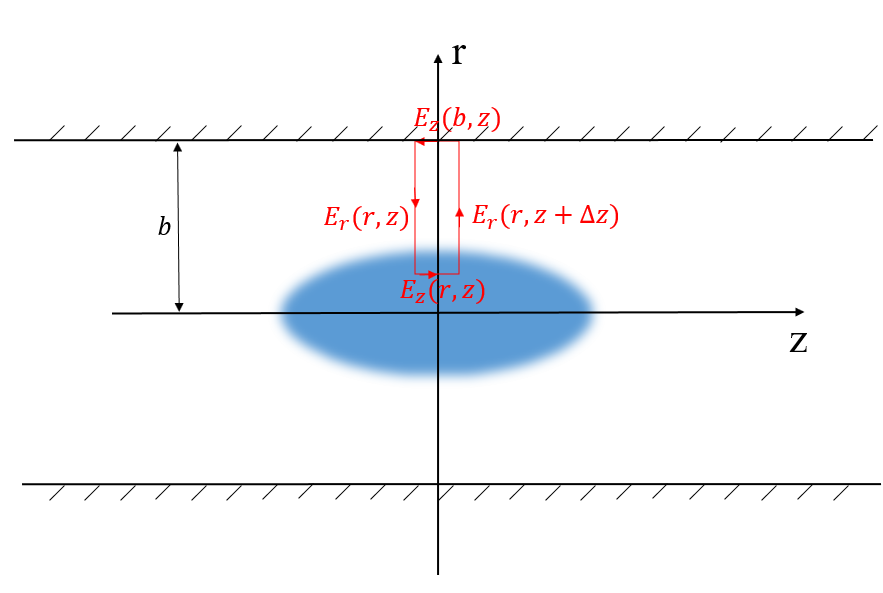 r
E_z(b, z)
b
E_r(r, z)
E_r(r, z + Δz)
E_z(r, z)
z